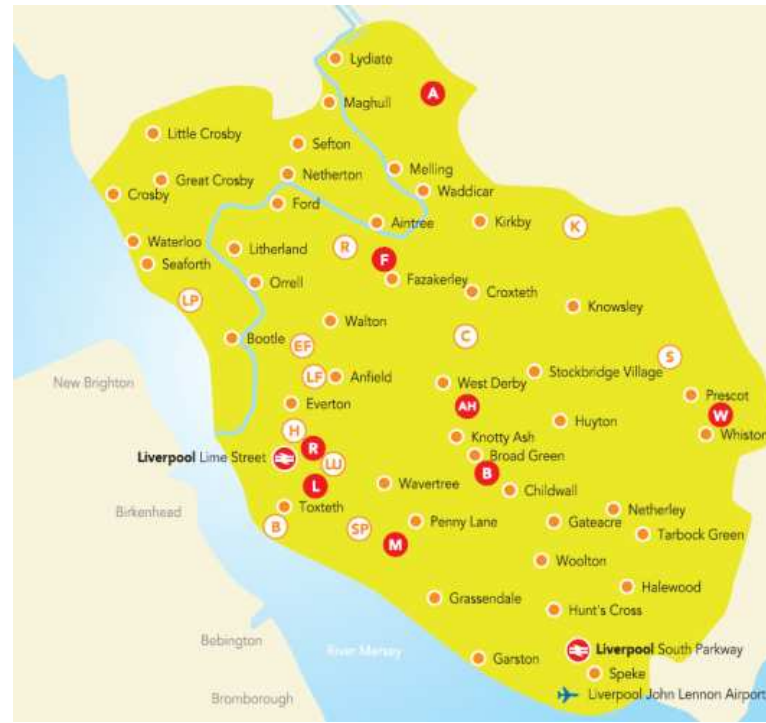 Lydiate
A
Maghull
Little Crosby
Sefton
Melling
Netherton
Great Crosby
Waddicar
Crosby
Ford
Aintree
Kirkby
K
Waterloo
Litherland
R
F
Seaforth
Fazakerley
Orrell
Croxteth
LP
Knowsley
Walton
Bootle
C
EF
S
New Brighton
LF
Anfield
West Derby
Stockbridge Village
Prescot
Everton
AH
W
Huyton
H
Knotty Ash
Whiston
Liverpool Lime Street
R
LU
Broad Green
B
L
Wavertree
Childwall
Birkenhead
Toxteth
Netherley
B
SP
Penny Lane
Gateacre
Tarbock Green
M
Woolton
Halewood
Grassendale
Hunt's Cross
Bebington
River Mersey
Liverpool South Parkway
Garston
Speke
Bromborough
Liverpool John Lennon Airport